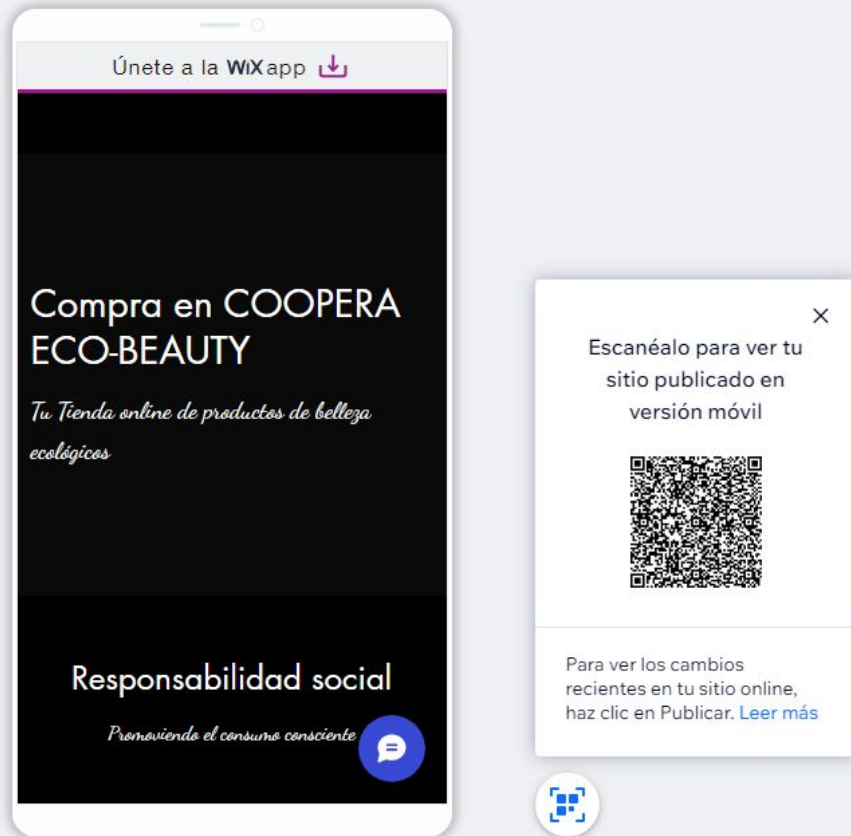 Únete a la WiX app
Compra en COOPERA
ECO-BEAUTY
Tu Tienda online de productos de belleza
ecológicos
Responsabilidad social
Promoviendo el consumo consciente
Escanéalo para ver tu
sitio publicado en
versión móvil
Para ver los cambios
recientes en tu sitio online,
haz clic en Publicar. Leer más